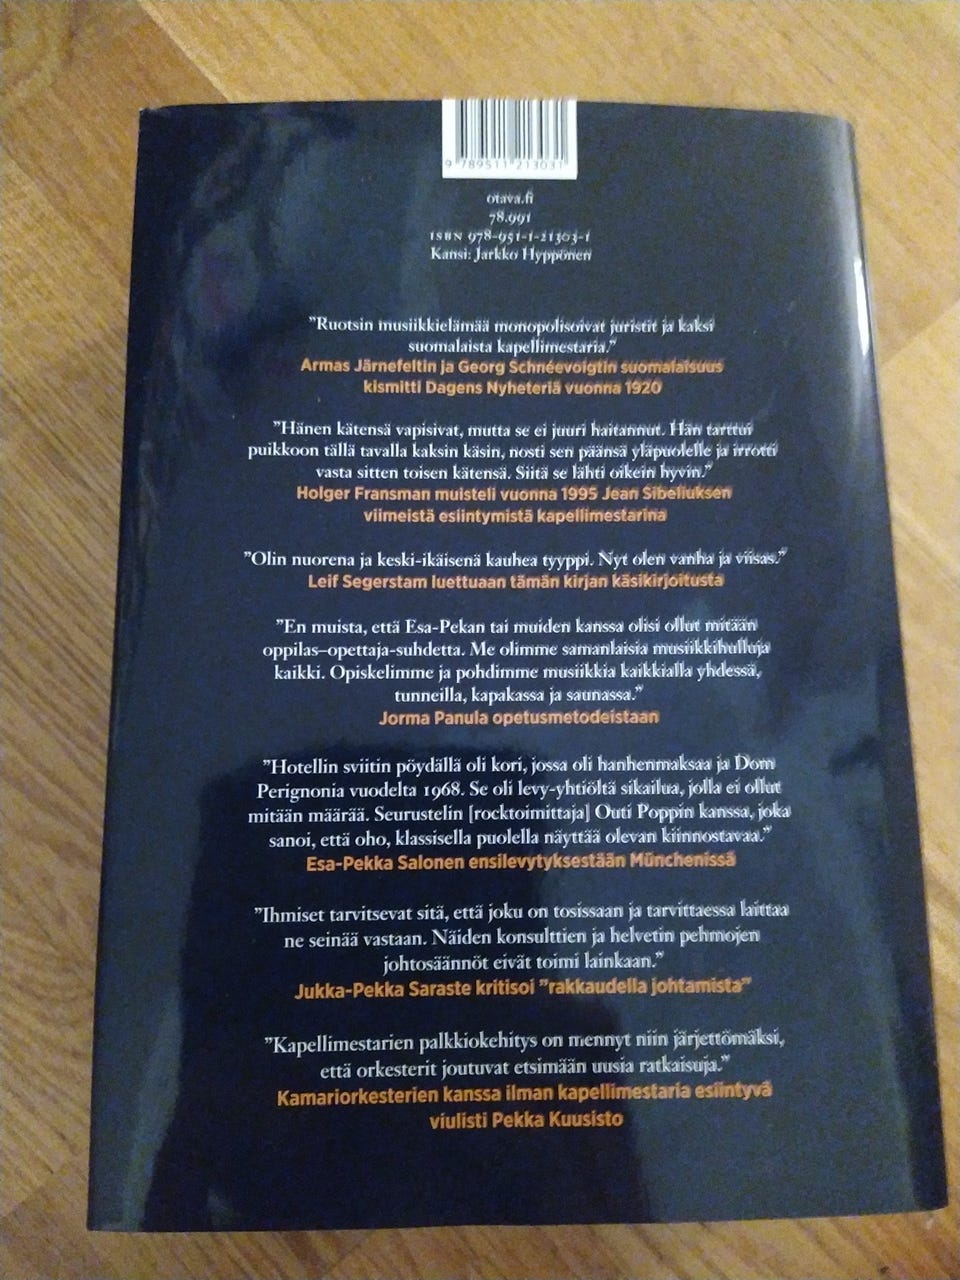 9 789511 213031
otava.fi
78.991
ISBN 978-951-1-21303-1
Kansi: Jarkko Hyppönen
”Ruotsin musiikkielämää monopolisoivat juristit ja kaksi
suomalaista kapellimestaria.”
Armas Järnefeltin ja Georg Schnéevoigtin suomalaisuus
kismitti Dagens Nyheteriä vuonna 1920
”Hänen kätensä vapisivat, mutta se ei juuri haitannut. Hän tarttui
puikkoon tällä tavalla kaksin käsin, nosti sen päänsä yläpuolelle ja irrotti
vasta sitten toisen kätensä. Siitä se lähti oikein hyvin.”
Holger Fransman muisteli vuonna 1995 Jean Sibeliuksen
viimeistä esiintymistä kapellimestarina
”Olin nuorena ja keski-ikäisenä kauhea tyyppi. Nyt olen vanha ja viisas.”
Leif Segerstam luettuaan tämän kirjan käsikirjoitusta
”En muista, että Esa-Pekan tai muiden kanssa olisi ollut mitään
oppilas–opettaja-suhdetta. Me olimme samanlaisia musiikkihulluja
kaikki. Opiskelimme ja pohdimme musiikkia kaikkialla yhdessä,
tunneilla, kapakassa ja saunassa.”
Jorma Panula opetusmetodeistaan
”Hotellin sviitin pöydällä oli kori, jossa oli hanhenmaksaa ja Dom
Perignonia vuodelta 1968. Se oli levy-yhtiöltä sikailua, jolla ei ollut
mitään määrää. Seurustelin [rocktoimittaja] Outi Poppin kanssa, joka
sanoi, että oho, klassisella puolella näyttää olevan kiinnostavaa.”
Esa-Pekka Salonen ensilevytyksestään Münchenissä
”Ihmiset tarvitsevat sitä, että joku on tosissaan ja tarvittaessa laittaa
ne seinää vastaan. Näiden konsulttien ja helvetin pehmojen
johtosäännöt eivät toimi lainkaan.”
Jukka-Pekka Saraste kritisoi ”rakkaudella johtamista”
”Kapellimestarien palkkiokehitys on mennyt niin järjettömäksi,
että orkesterit joutuvat etsimään uusia ratkaisuja.”
Kamariorkesterien kanssa ilman kapellimestaria esiintyvä
viulisti Pekka Kuusisto